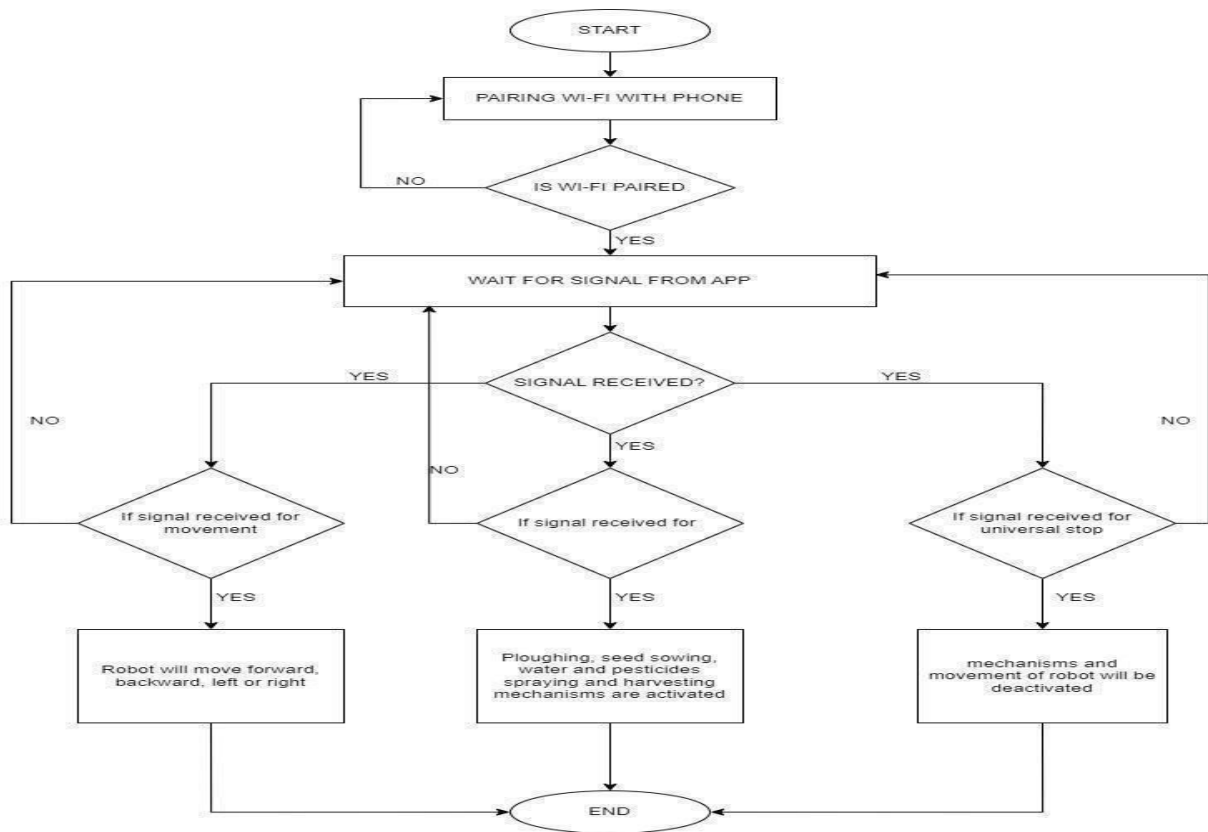 START
PAIRING WI-FI WITH PHONE
NO
IS WI-FI PAIRED
YES
WAIT FOR SIGNAL FROM APP
YES
SIGNAL RECEIVED?
YES
NO
YES
NO
NO
If signal received for
movement
If signal received for
If signal received for
universal stop
YES
YES
YES
Robot will move forward,
backward, left or right
Ploughing, seed sowing,
water and pesticides
spraying and harvesting
mechanisms are activated
mechanisms and
movement of robot will be
deactivated
END